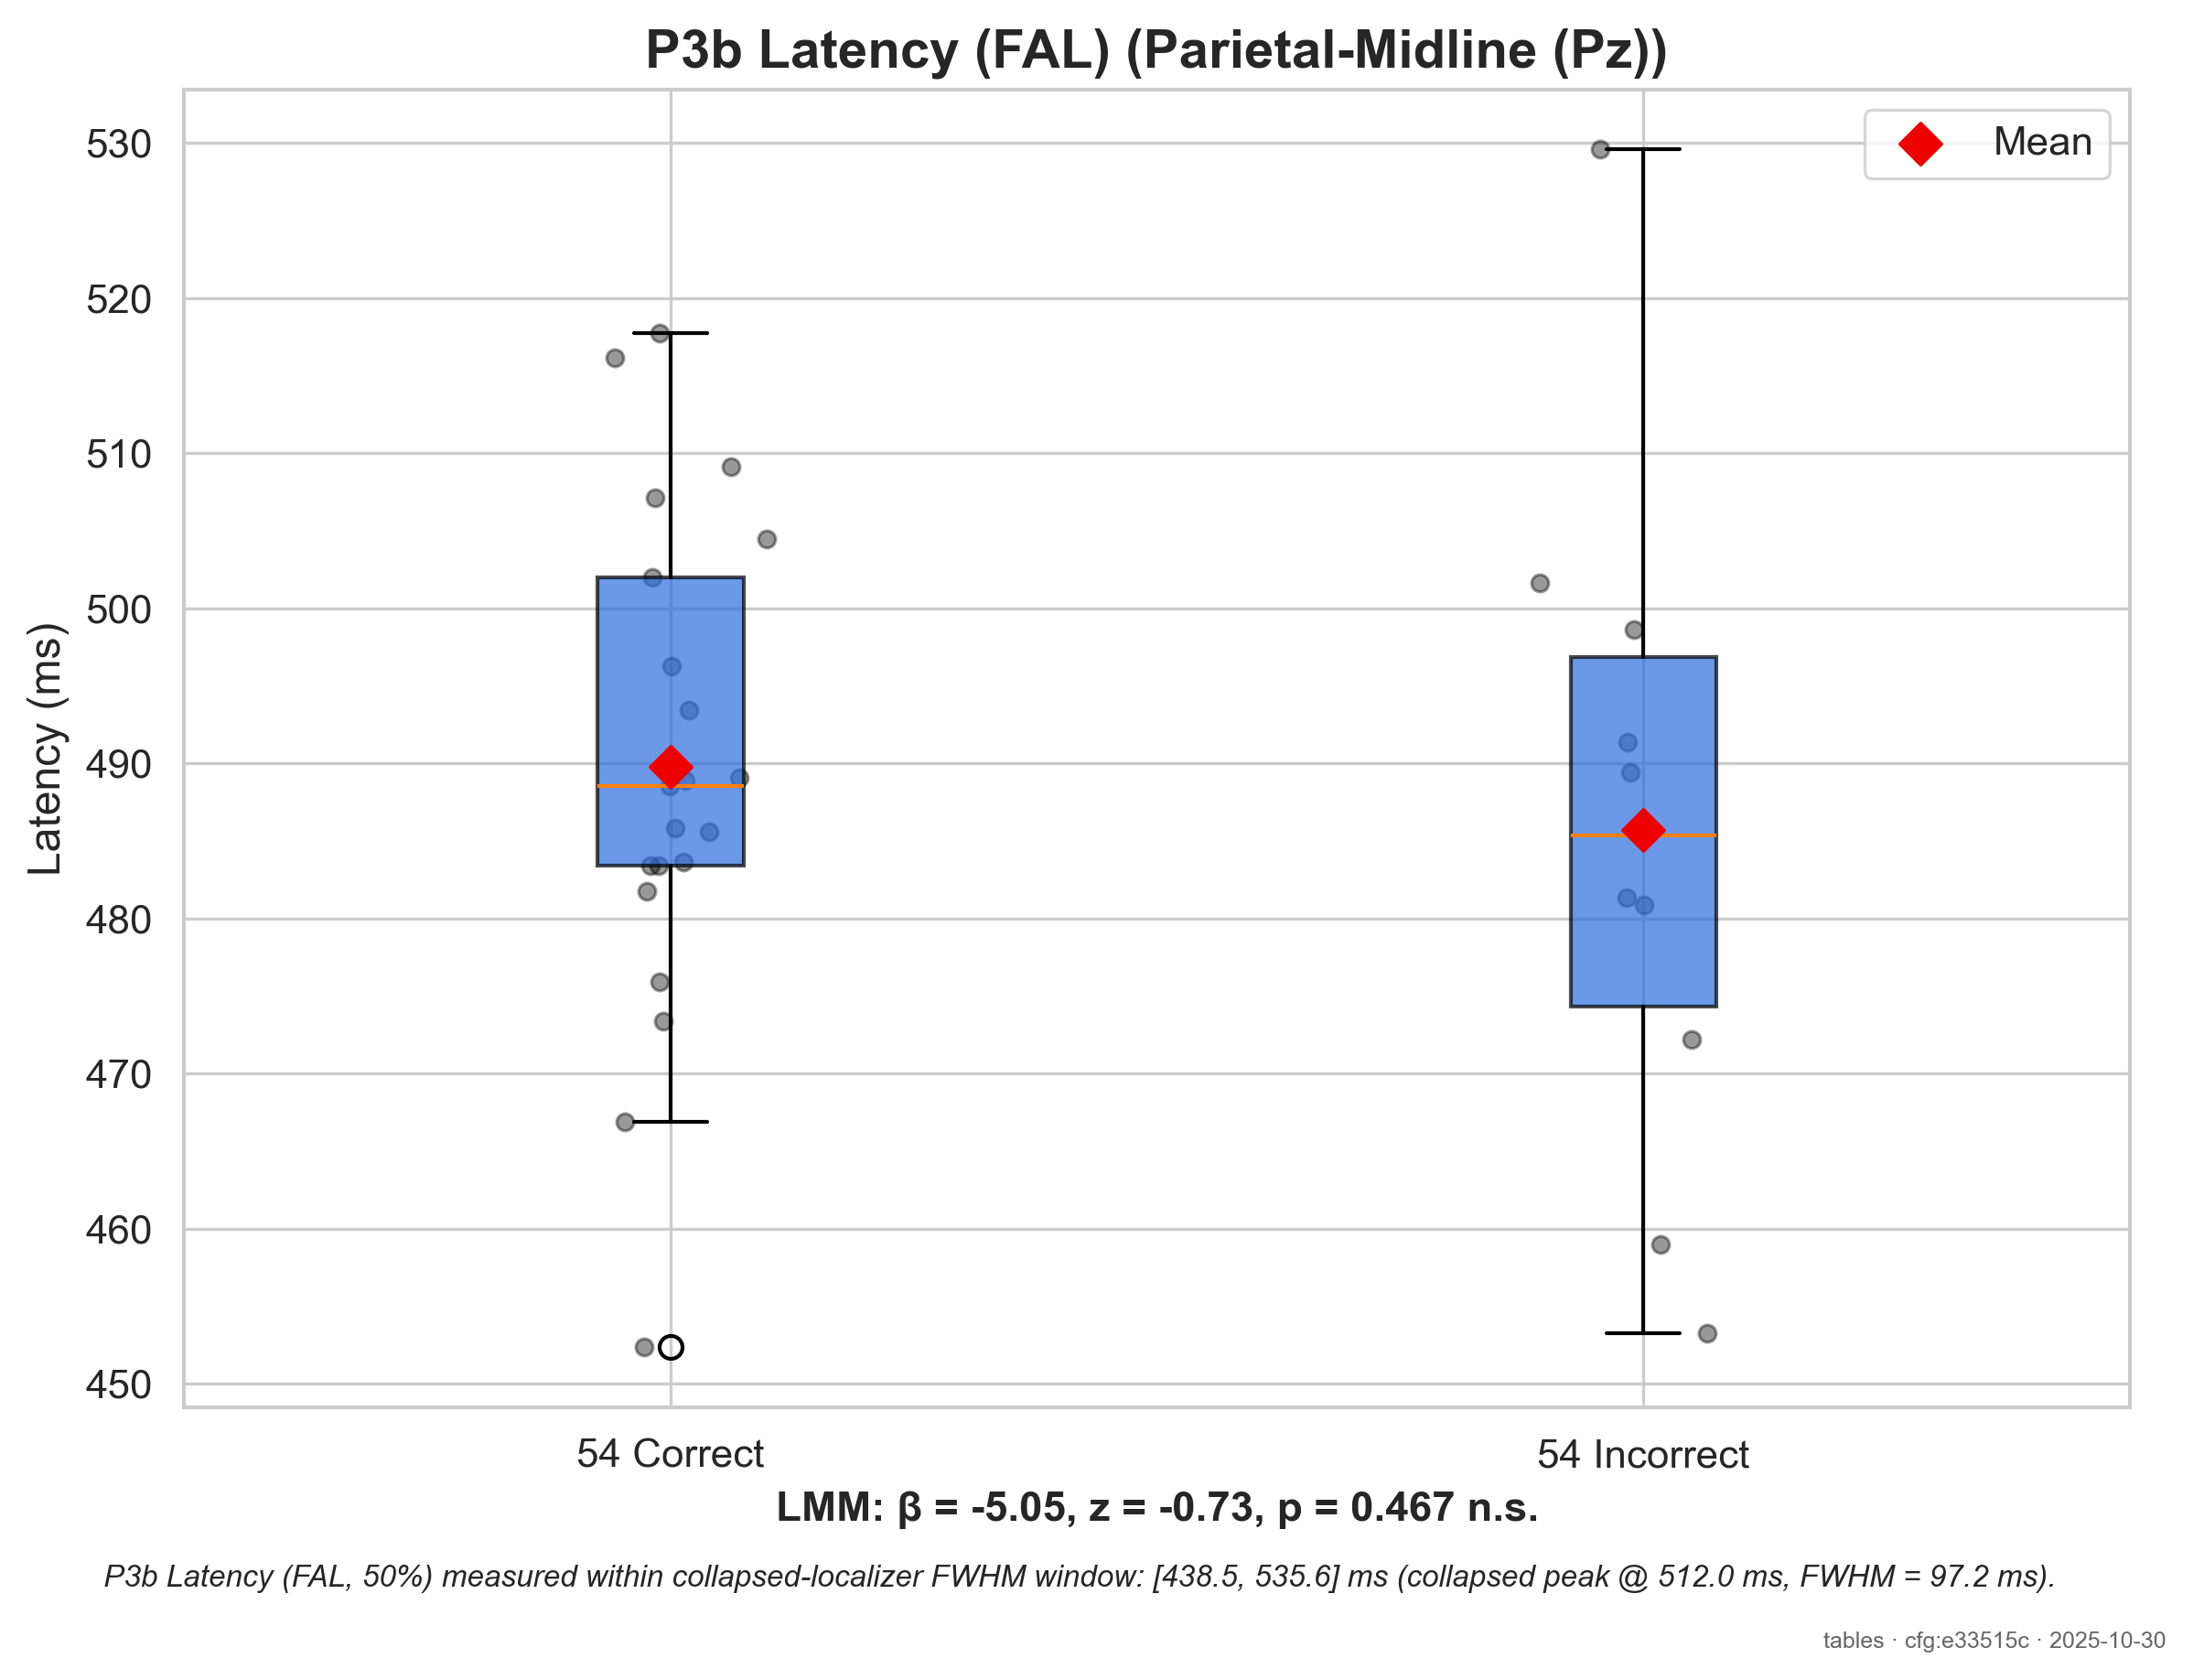 P3b Latency (FAL) (Parietal-Midline (Pz))
Mean
530
520
510
500
490
480
470
460
450
Latency (ms)
54 Correct
54 Incorrect
LMM: β = -5.05, z = -0.73, p = 0.467 n.s.
P3b Latency (FAL, 50%) measured within collapsed-localizer FWHM window: [438.5, 535.6] ms (collapsed peak @ 512.0 ms, FWHM = 97.2 ms).
tables · cfg:e33515c · 2025-10-30